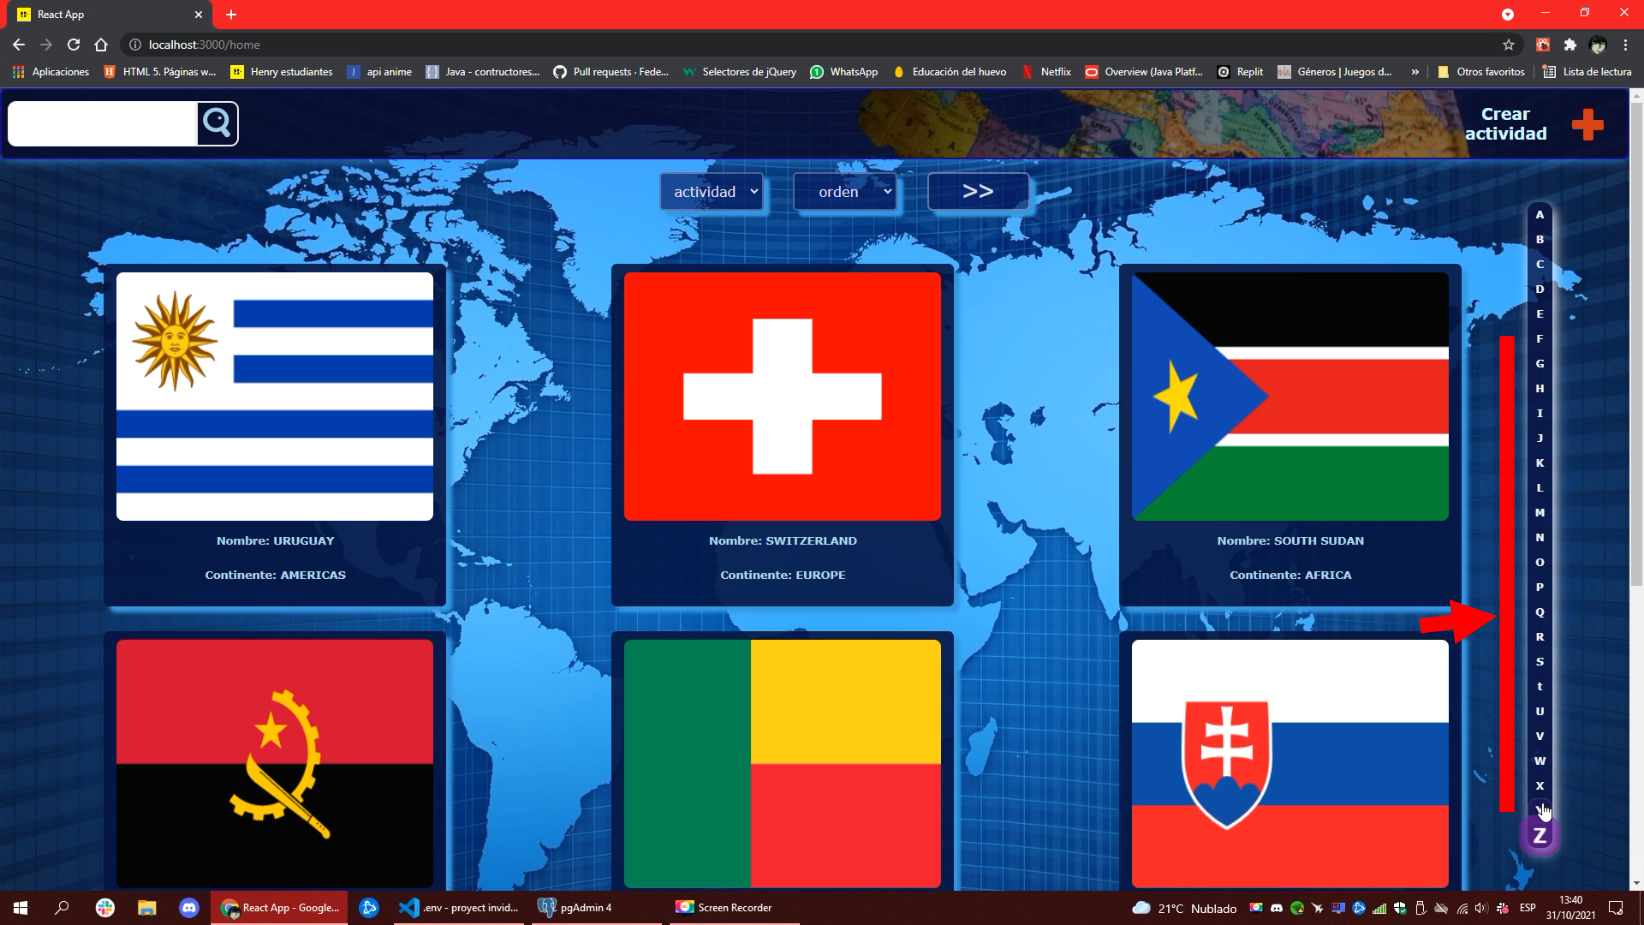 React App
localhost:3000/home
Aplicaciones
HTML 5. Páginas w...
Henry estudiantes
api anime
Java - contructores...
Pull requests · Fede...
Selectores de jQuery
WhatsApp
Educación del huevo
Netflix
Overview (Java Platf...
Replit
Géneros | Juegos d...
»
Otros favoritos
Lista de lectura
Crear
actividad
actividad
orden
>>
A
B
C
D
E
F
G
H
I
J
K
L
M
N
O
P
Q
R
S
t
U
V
W
X
Z
Nombre: URUGUAY
Continente: AMERICAS
Nombre: SWITZERLAND
Continente: EUROPE
Nombre: SOUTH SUDAN
Continente: AFRICA
React App - Google...
.env - proyect invid...
pgAdmin 4
Screen Recorder
21°C Nublado
ESP
13:40
31/10/2021